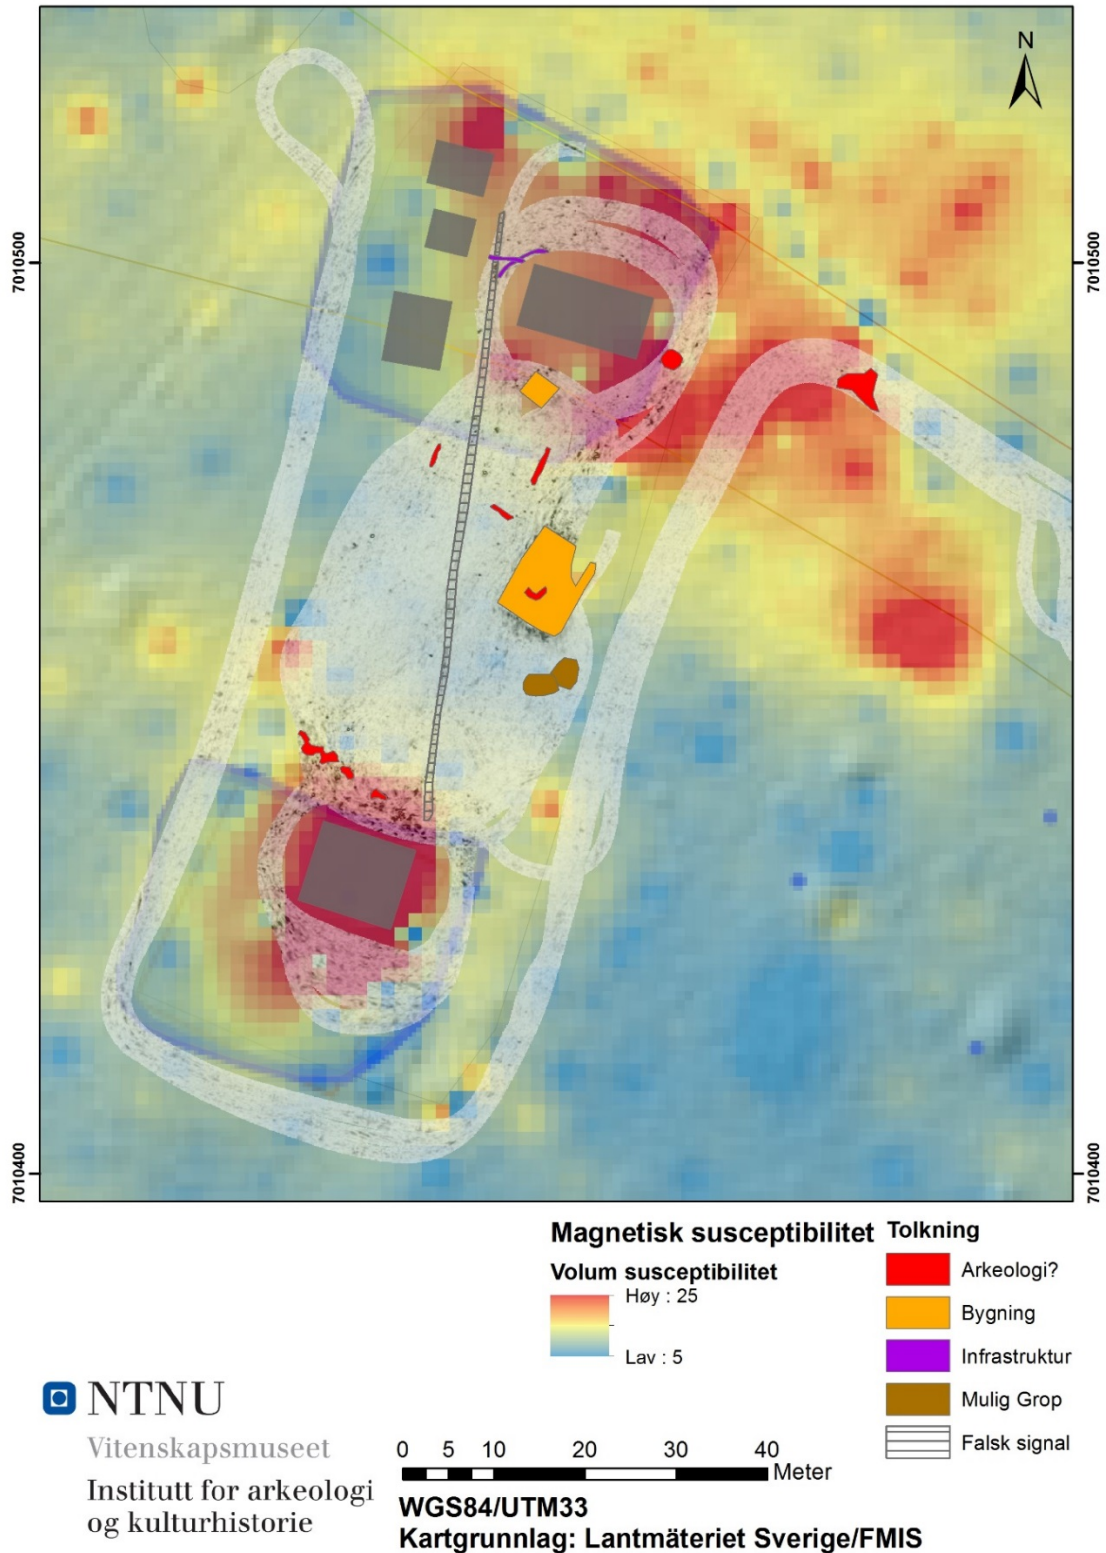 N
7010500
7010500
7010400
7010400
Magnetisk susceptibilitet
Volum susceptibilitet
Høy : 25
Lav : 5
Tolkning
Arkeologi?
Bygning
Infrastruktur
Mulig Grop
Falsk signal
NTNU
Vitenskapsmuseet
Institutt for arkeologi
og kulturhistorie
0 5 10 20 30 40
Meter
WGS84/UTM33
Kartgrunnlag: Lantmäteriet Sverige/FMIS